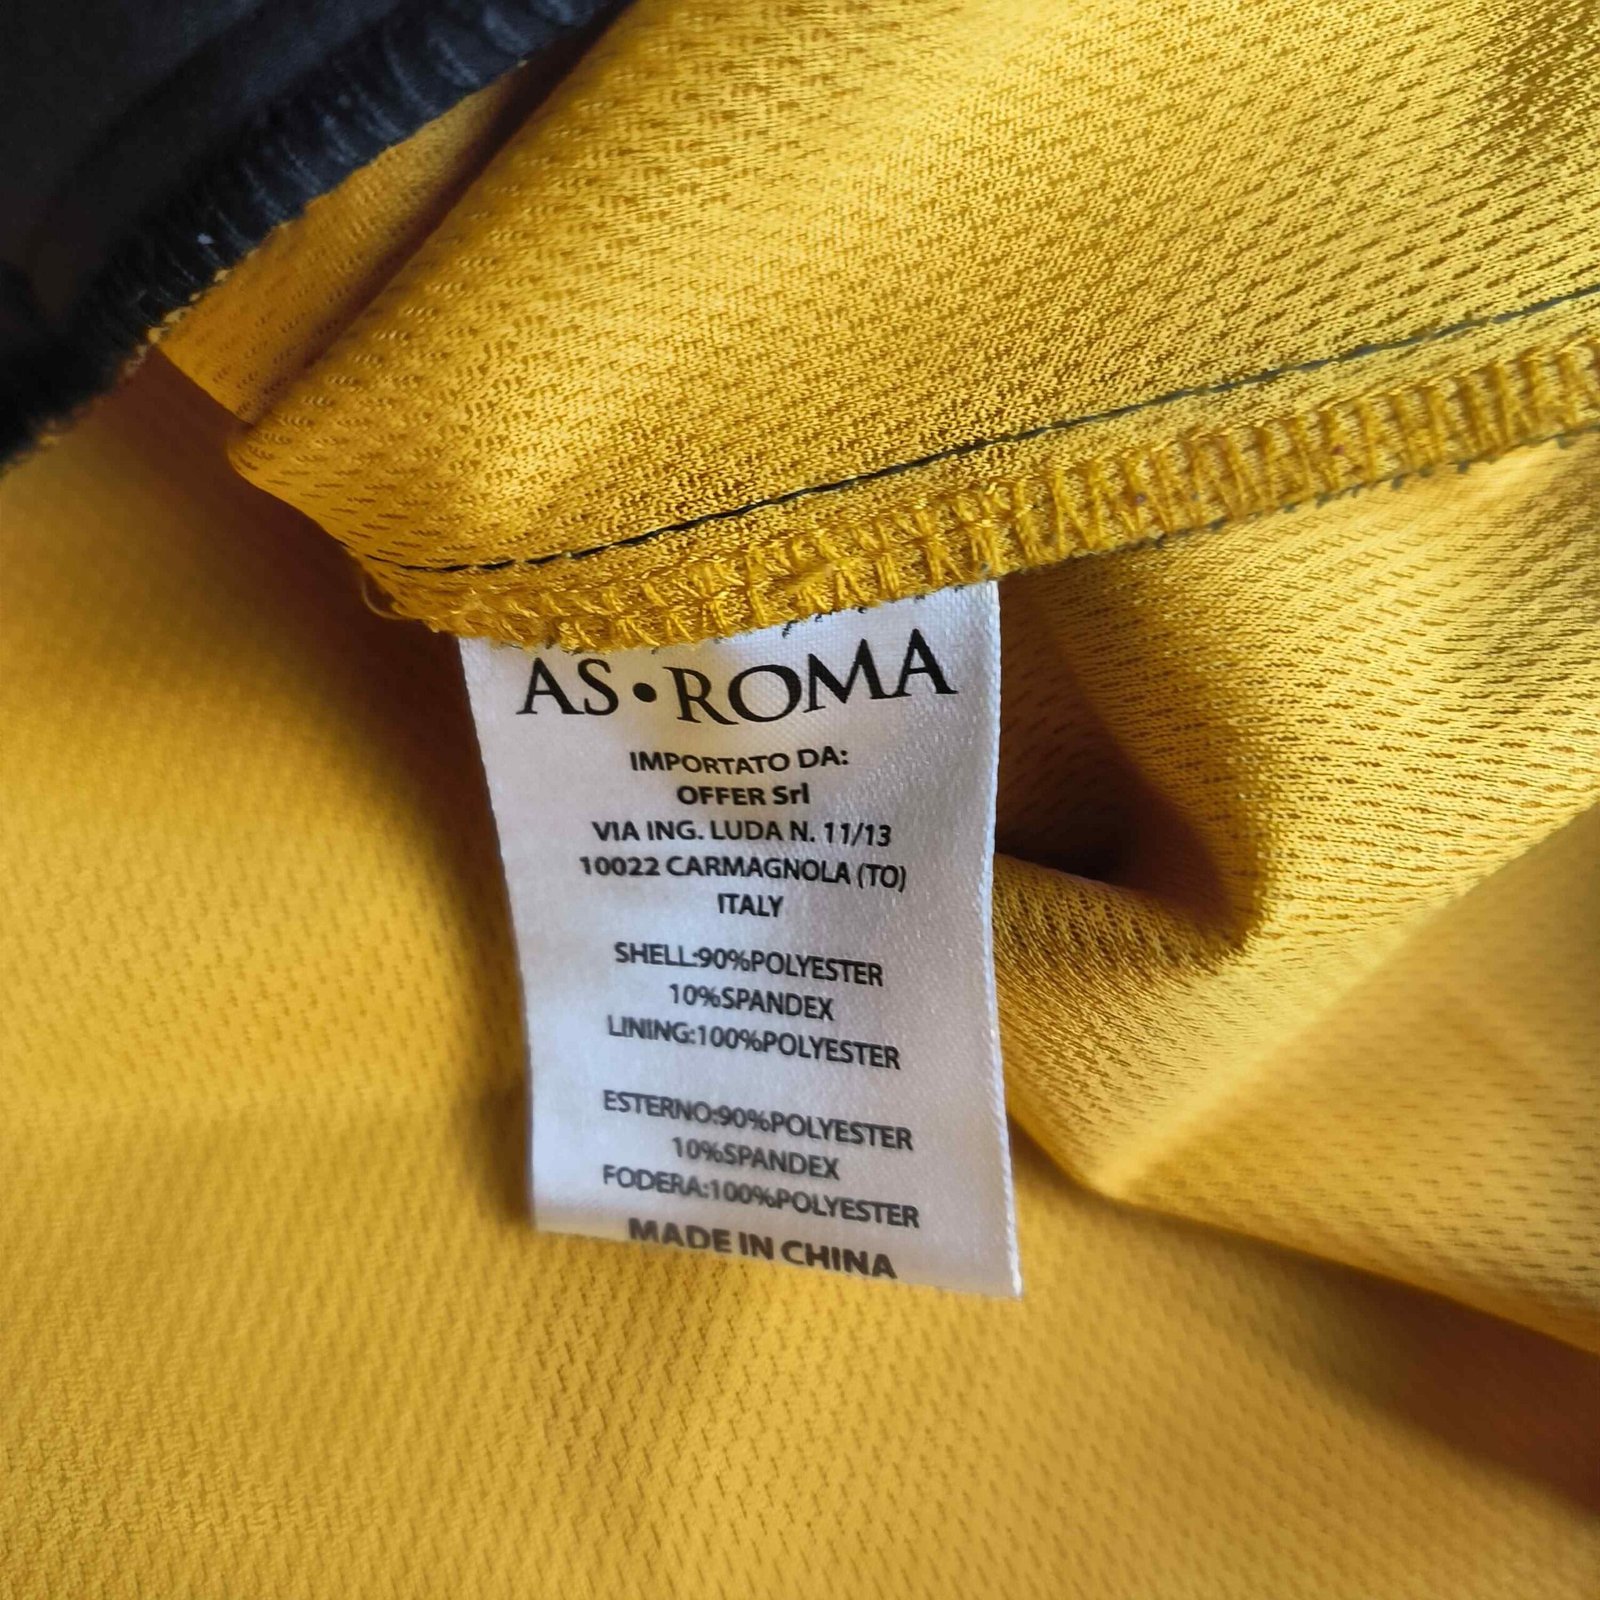 AS•ROMA
IMPORTATO DA:
OFFER Srl
VIA ING. LUDA N. 11/13
10022 CARMAGNOLA (TO)
ITALY
SHELL:90%POLYESTER
10%SPANDEX
LINING:100%POLYESTER
ESTERNO:90%POLYESTER
10%SPANDEX
FODERA:100%POLYESTER
MADE IN CHINA